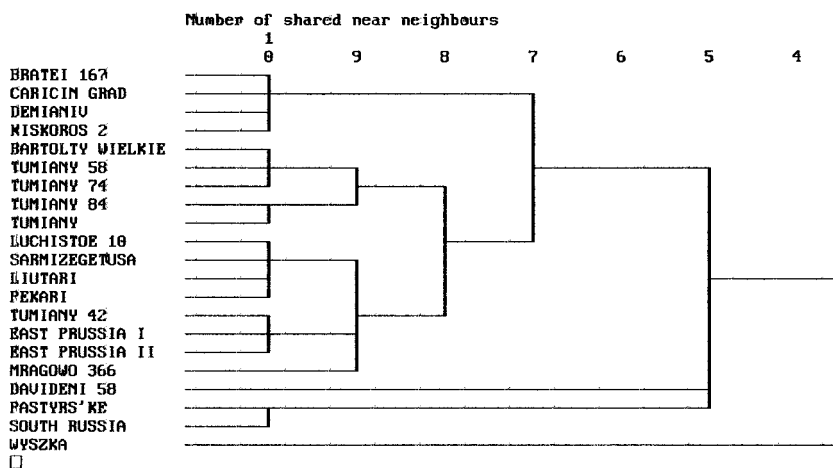 Number of shared near neighbours
1
0 9 8 7 6 5 4
BRATEI 167
CARICIN GRAD
DEMIANIV
KISKOROS 2
BARTOLTY WIELKIE
TUMIANY 58
TUMIANY 74
TUMIANY 84
TUMIANY
LUCHISTOE 10
SARMIZEGETUSA
LIUTARI
PEKARI
TUMIANY 42
EAST PRUSSIA I
EAST PRUSSIA II
MRAGOWO 366
DAVIDENI 58
PASTYRS'KE
SOUTH RUSSIA
WYSZKA